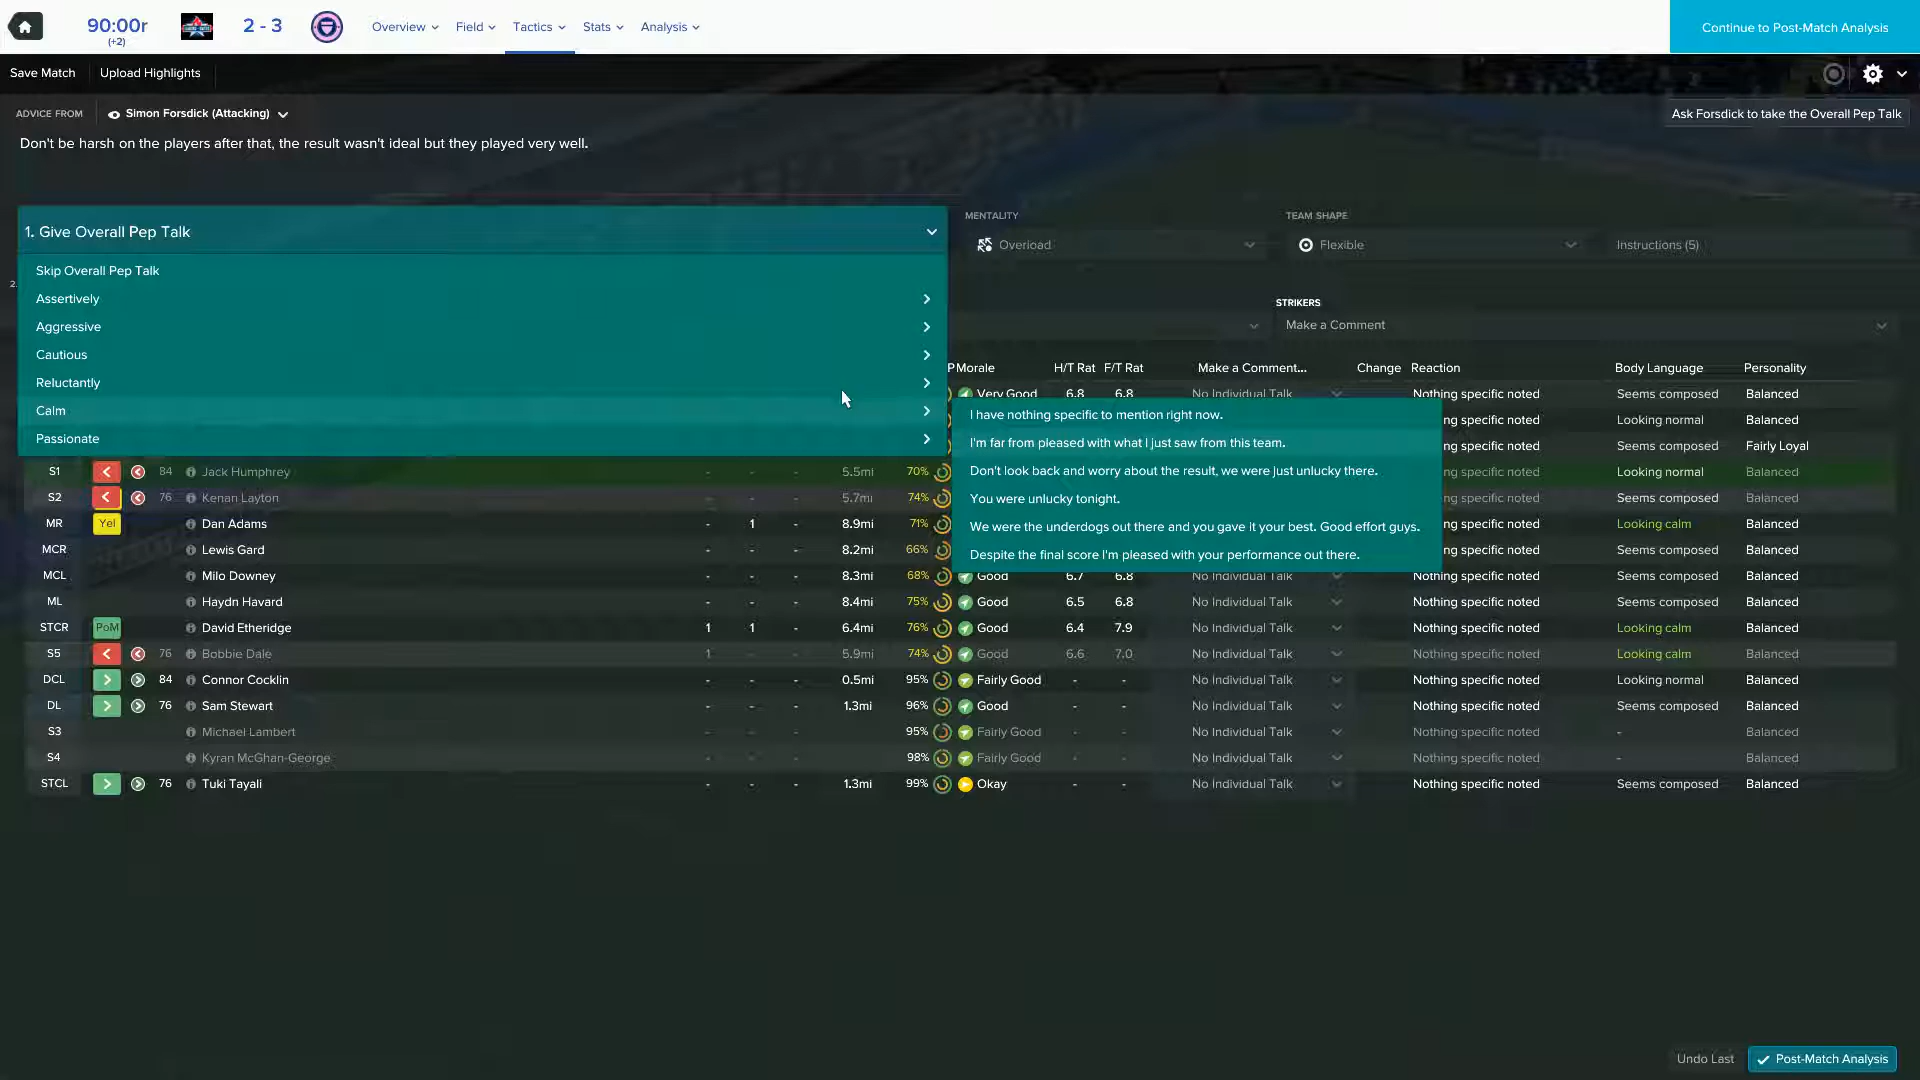 90:00r
(+2)
2 - 3
Overview
Field
Tactics
Stats
Analysis
Continue to Post-Match Analysis
Save Match
Upload Highlights
ADVICE FROM
Simon Forsdick (Attacking)
Ask Forsdick to take the Overall Pep Talk
Don't be harsh on the players after that, the result wasn't ideal but they played very well.
1. Give Overall Pep Talk
MENTALITY
Overload
TEAM SHAPE
Flexible
Instructions (5)
Skip Overall Pep Talk
Assertively
Aggressive
Cautious
Reluctantly
Calm
Passionate
2.
STRIKERS
Make a Comment
P Morale H/T Rat F/T Rat Make a Comment... Change Reaction Body Language Personality
Very Good 6.8 6.8 No Individual Talk Nothing specific noted Seems composed Balanced
ng specific noted Looking normal Balanced
ng specific noted Seems composed Fairly Loyal
I have nothing specific to mention right now.
I'm far from pleased with what I just saw from this team.
Don't look back and worry about the result, we were just unlucky there.
You were unlucky tonight.
We were the underdogs out there and you gave it your best. Good effort guys.
Despite the final score I'm pleased with your performance out there.
S1 84 Jack Humphrey - - - 5.5mi 70% ng specific noted Looking normal Balanced
S2 76 Kenan Layton - - - 5.7mi 74% ng specific noted Seems composed Balanced
MR Yel Dan Adams - 1 - 8.9mi 71% ng specific noted Looking calm Balanced
MCR Lewis Gard - - - 8.2mi 66% ng specific noted Seems composed Balanced
MCL Milo Downey - - - 8.3mi 68% Good 6.7 6.8 No Individual Talk Nothing specific noted Seems composed Balanced
ML Haydn Havard - - - 8.4mi 75% Good 6.5 6.8 No Individual Talk Nothing specific noted Seems composed Balanced
STCR PoM David Etheridge 1 1 - 6.4mi 76% Good 6.4 7.9 No Individual Talk Nothing specific noted Looking calm Balanced
S5 76 Bobbie Dale 1 - - 5.9mi 74% Good 6.6 7.0 No Individual Talk Nothing specific noted Looking calm Balanced
DCL 84 Connor Cocklin - - - 0.5mi 95% Fairly Good - - No Individual Talk Nothing specific noted Looking normal Balanced
DL 76 Sam Stewart - - - 1.3mi 96% Good - - No Individual Talk Nothing specific noted Seems composed Balanced
S3 Michael Lambert - - - 95% Fairly Good - - No Individual Talk Nothing specific noted - Balanced
S4 Kyran McGhan-George - - - 98% Fairly Good - - No Individual Talk Nothing specific noted - Balanced
STCL 76 Tuki Tayali - - - 1.3mi 99% Okay - - No Individual Talk Nothing specific noted Seems composed Balanced
Undo Last
Post-Match Analysis